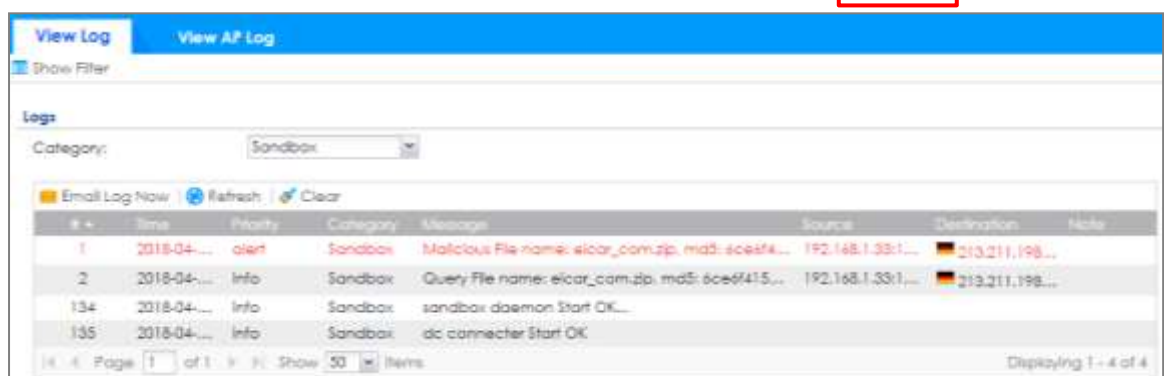 View Log View AP Log
Show Filter
Logs
Category: Sandbox
Email Log Now Refresh Clear
# Time Priority Category Message Source Destination Note
1 2018-04-... alert Sandbox Malicious File name: eicar_com.zip, md5: 6ce6f4... 192.168.1.33:1... 213.211.198...
2 2018-04-... info Sandbox Query File name: eicar_com.zip, md5: 6ce6f415... 192.168.1.33:1... 213.211.198...
134 2018-04-... info Sandbox sandbox daemon Start OK...
135 2018-04-... info Sandbox dc connecter Start OK
Page 1 of 1 Show 50 items Displaying 1 - 4 of 4